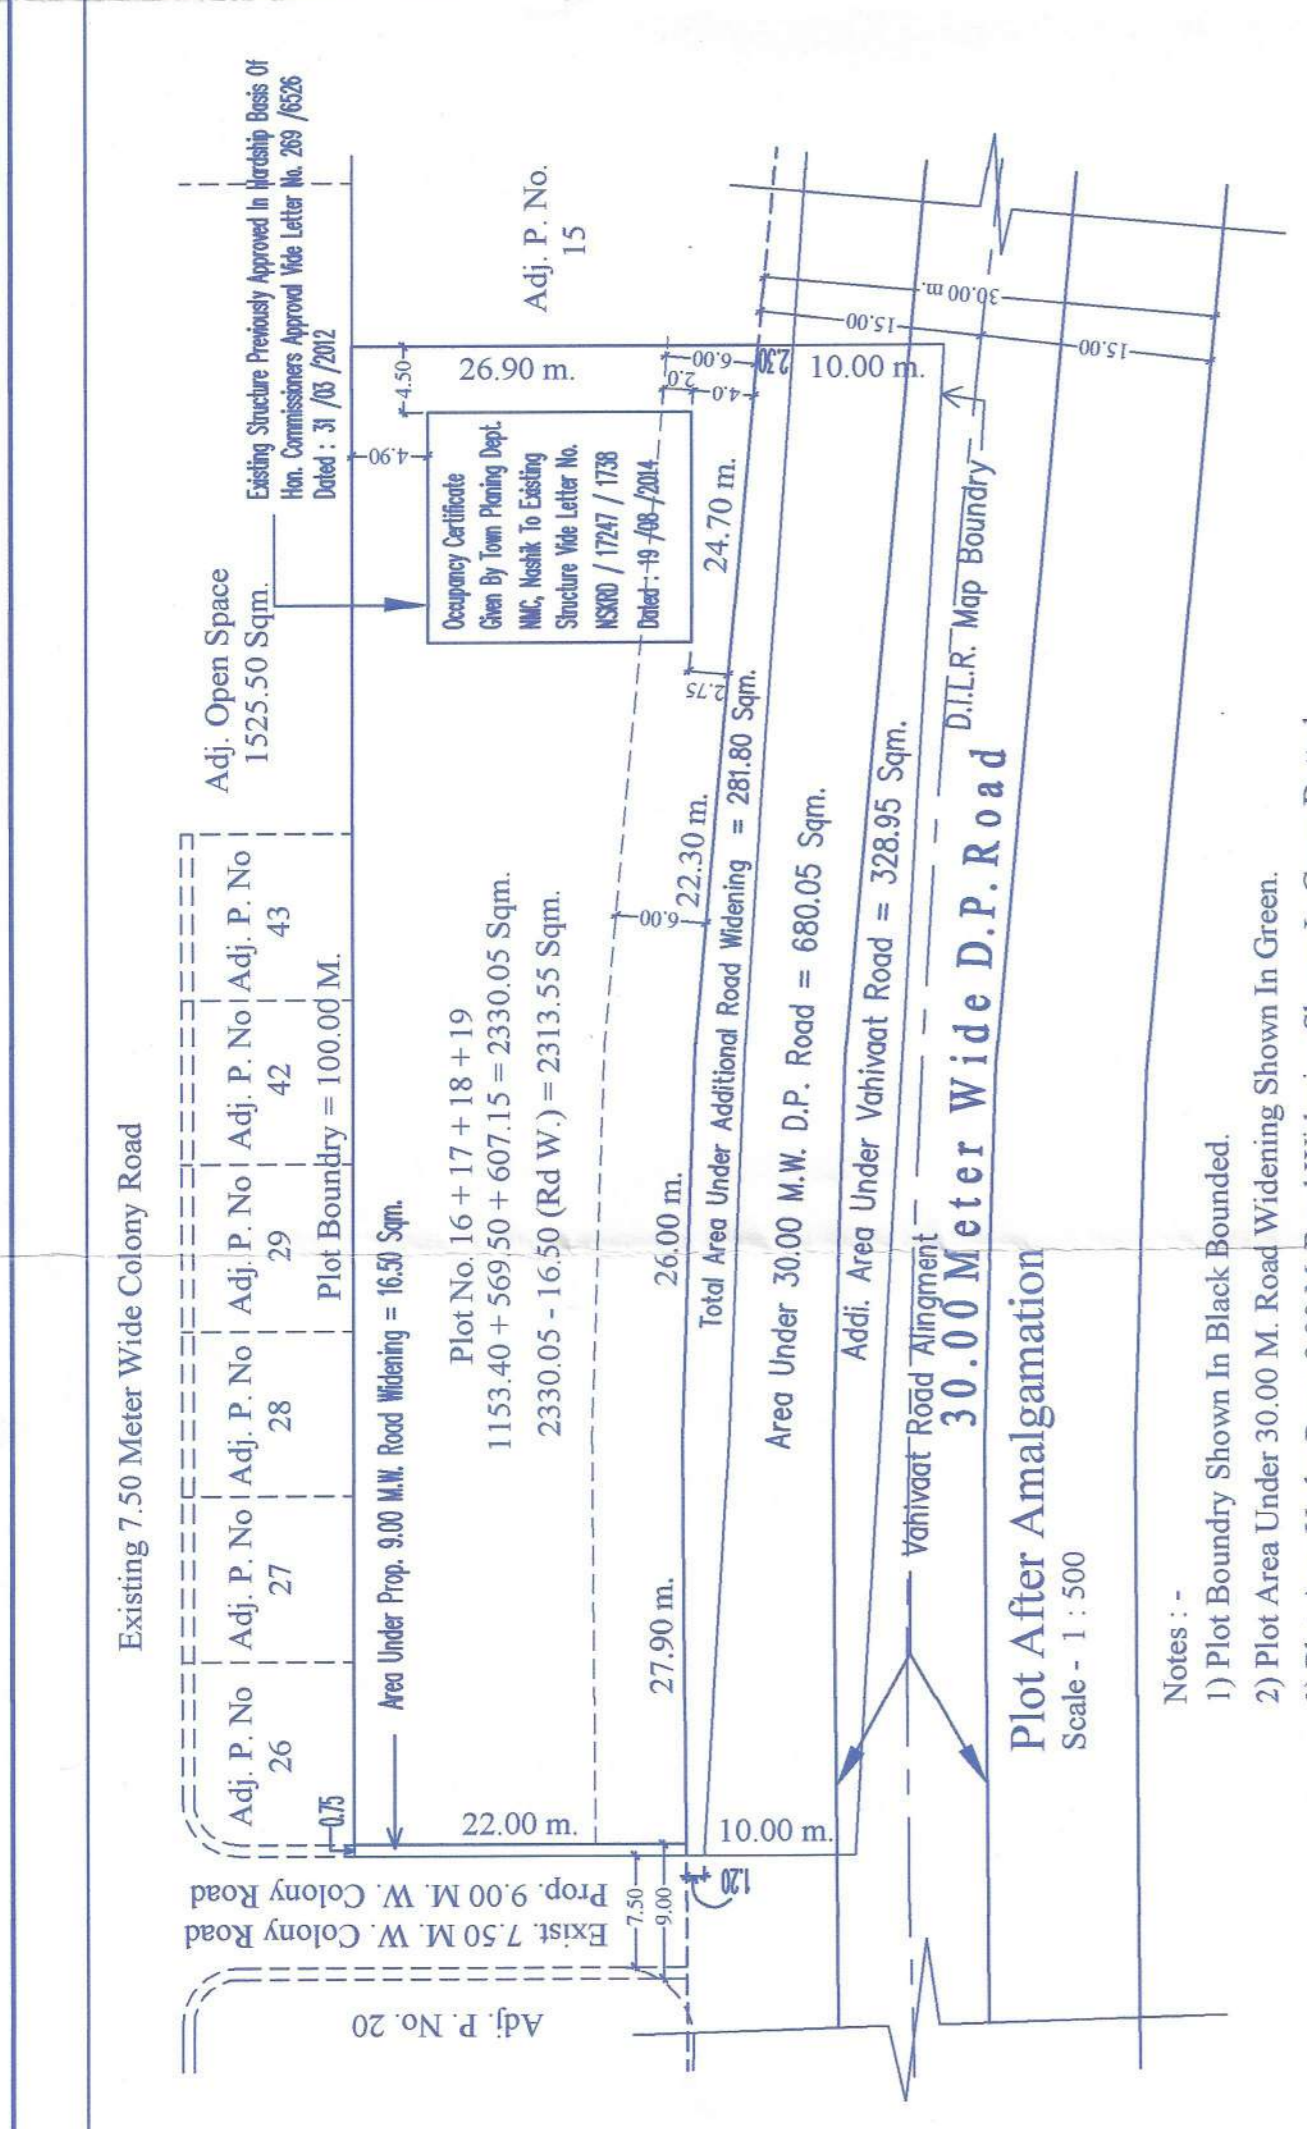 Existing 7.50 Meter Wide Colony Road
Adj. P. No
26
Adj. P. No
27
Adj. P. No
28
Adj. P. No
29
Adj. P. No
42
Adj. P. No
43
Adj. Open Space
1525.50 Sqm.
Existing Structure Previously Approved In Hardship Basis Of
Hon. Commissioners Approval Vide Letter No. 269 /6526
Dated : 31 /03 /2012
Plot Boundry = 100.00 M.
0.75
Area Under Prop. 9.00 M.W. Road Widening = 16.50 Sqm.
4.90
4.50
Plot No. 16 + 17 + 18 + 19
1153.40 + 569.50 + 607.15 = 2330.05 Sqm.
2330.05 - 16.50 (Rd W.) = 2313.55 Sqm.
Occupancy Certificate
Given By Town Planing Dept.
NMC, Nashik To Existing
Structure Vide Letter No.
NSKRD / 17247 / 1738
Dated : 19 /08 /2014
26.90 m.
Adj. P. No.
15
22.00 m.
Prop. 9.00 M. W. Colony Road
Exist. 7.50 M. W. Colony Road
7.50
9.00
Adj. P. No. 20
27.90 m.
26.00 m.
22.30 m.
24.70 m.
6.00
2.75
2.0
4.0
6.00
2.30
1.20
10.00 m.
10.00 m.
Total Area Under Additional Road Widening = 281.80 Sqm.
Area Under 30.00 M.W. D.P. Road = 680.05 Sqm.
Addi. Area Under Vahivaat Road = 328.95 Sqm.
15.00
30.00 m.
15.00
Vahivaat Road Alingment
D.I.L.R. Map Boundry
30.00 Meter Wide D.P. Road
Plot After Amalgamation
Scale - 1 : 500
Notes : -
1) Plot Boundry Shown In Black Bounded.
2) Plot Area Under 30.00 M. Road Widening Shown In Green.